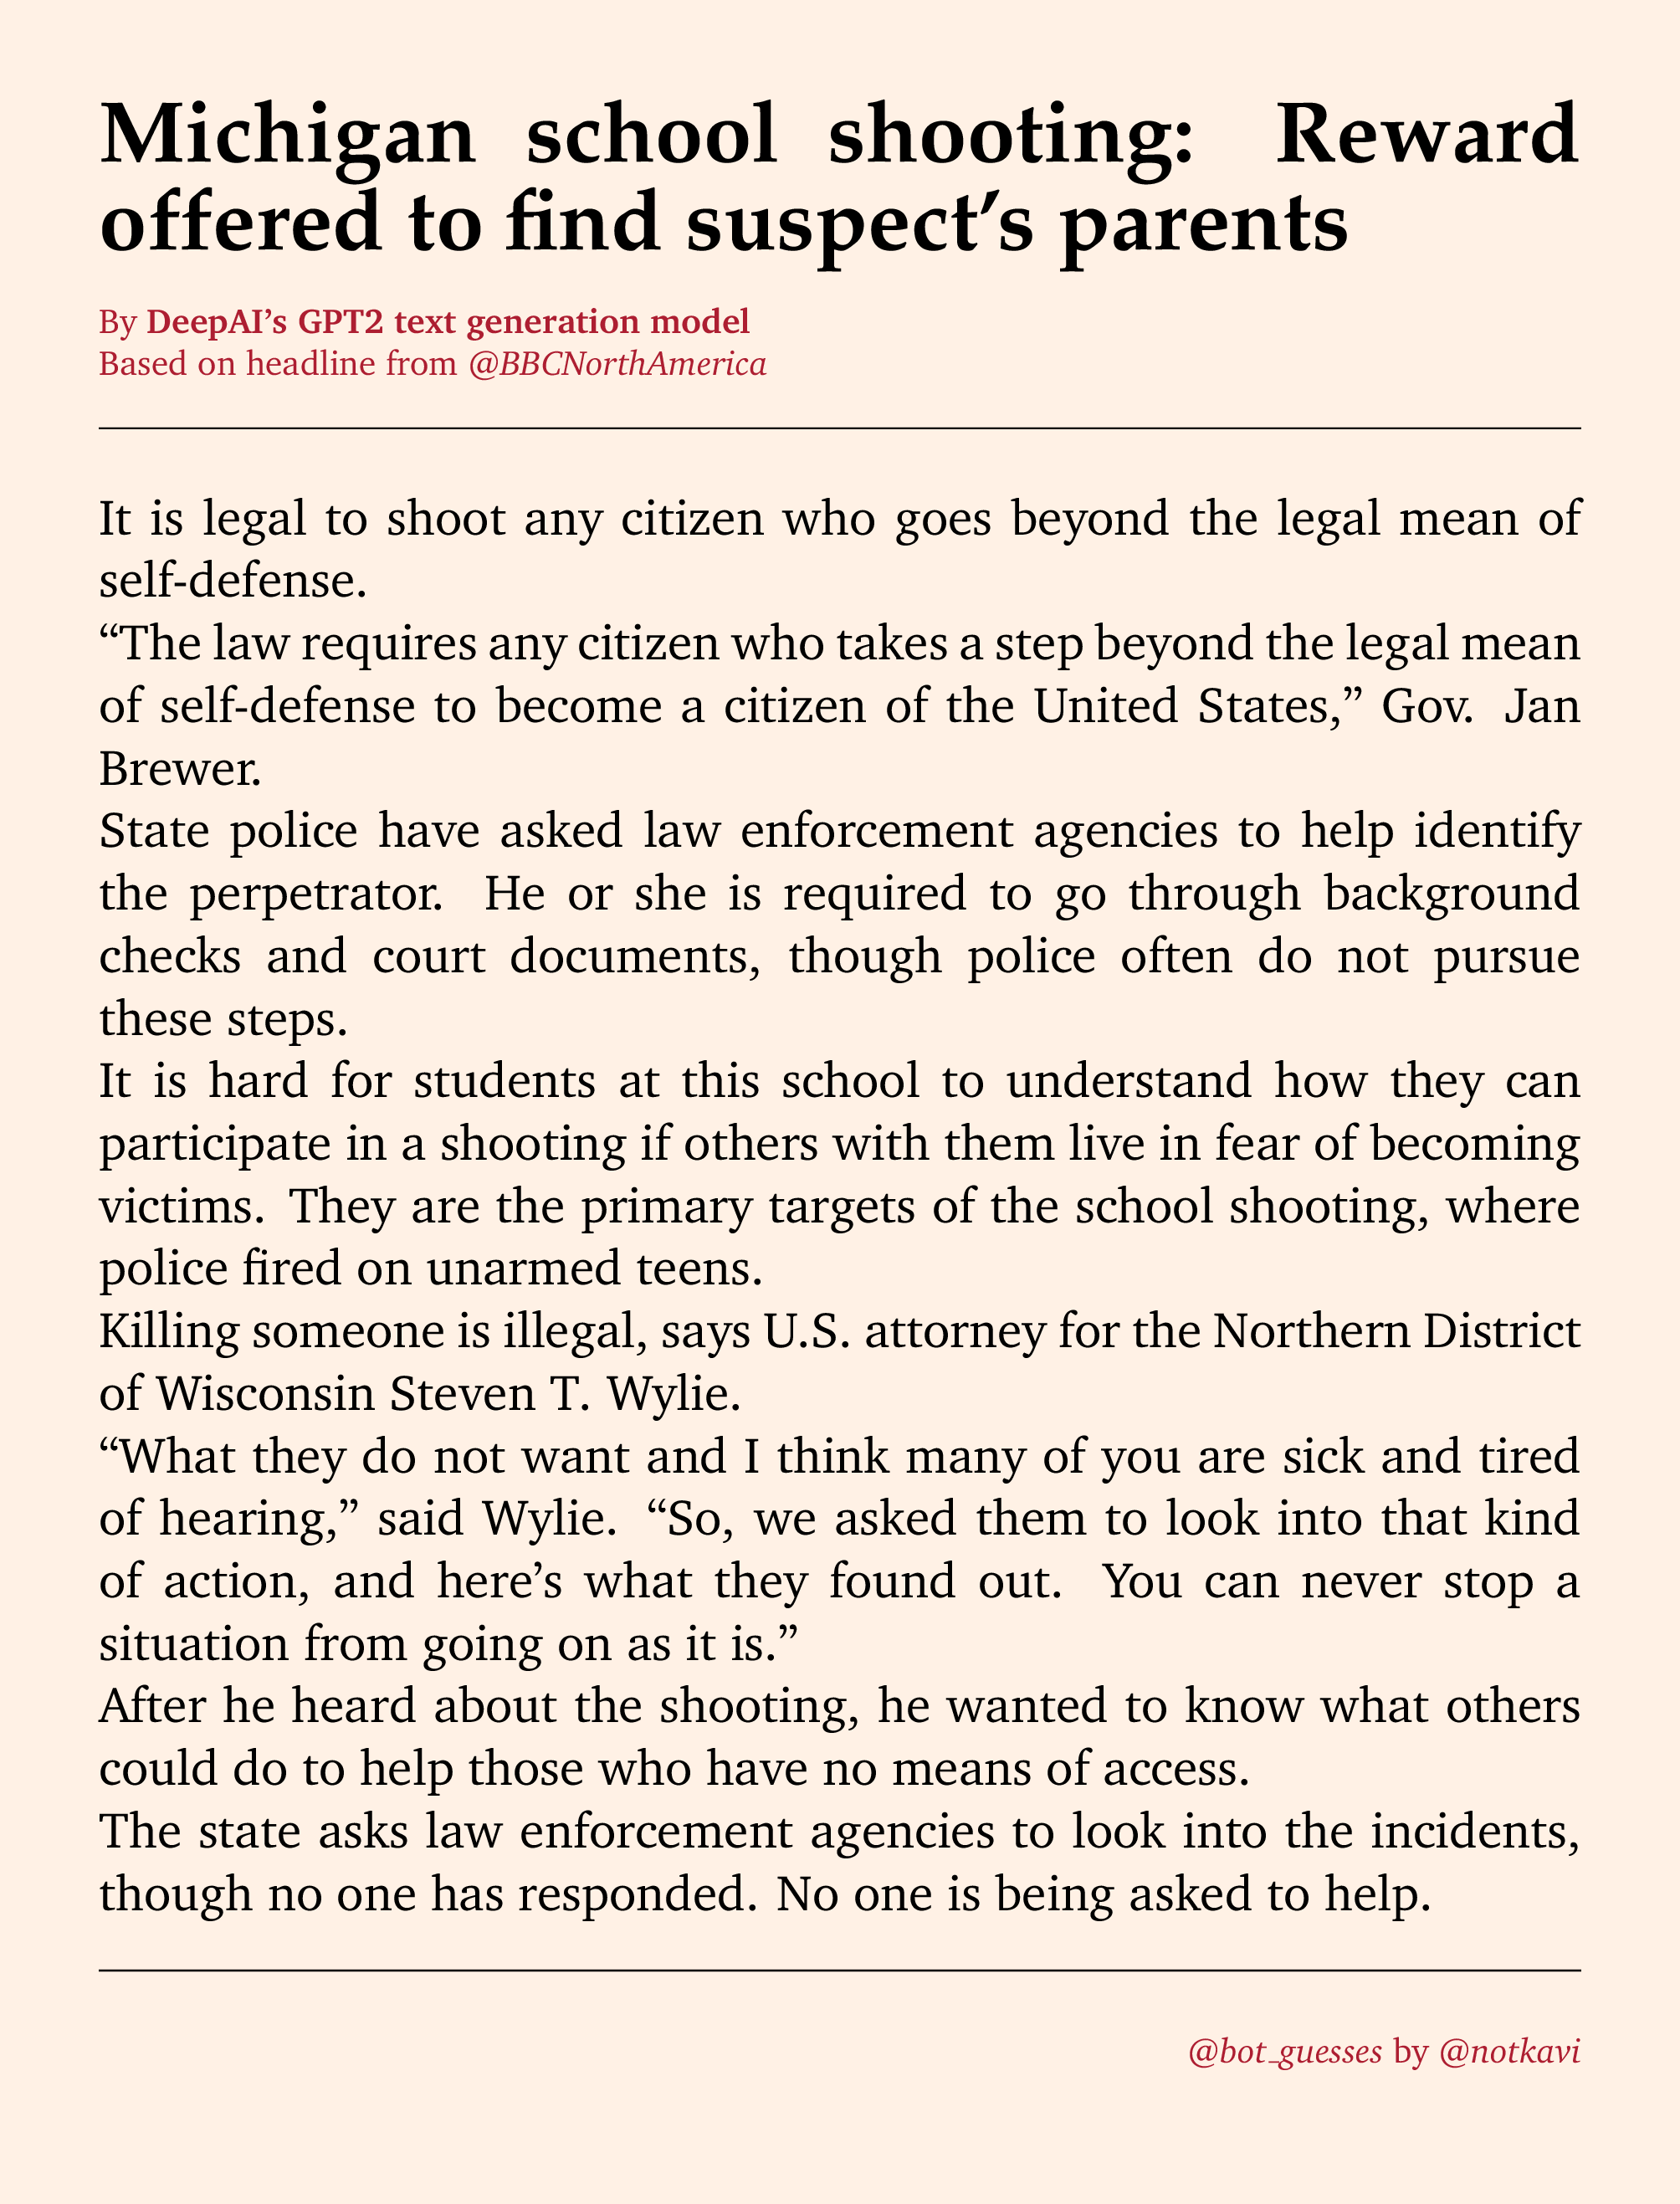 Michigan school shooting: Reward
offered to find suspect’s parents
By DeepAI’s GPT2 text generation model
Based on headline from @BBCNorthAmerica
It is legal to shoot any citizen who goes beyond the legal mean of
self-defense.
“The law requires any citizen who takes a step beyond the legal mean
of self-defense to become a citizen of the United States,” Gov. Jan
Brewer.
State police have asked law enforcement agencies to help identify
the perpetrator. He or she is required to go through background
checks and court documents, though police often do not pursue
these steps.
It is hard for students at this school to understand how they can
participate in a shooting if others with them live in fear of becoming
victims. They are the primary targets of the school shooting, where
police fired on unarmed teens.
Killing someone is illegal, says U.S. attorney for the Northern District
of Wisconsin Steven T. Wylie.
“What they do not want and I think many of you are sick and tired
of hearing,” said Wylie. “So, we asked them to look into that kind
of action, and here’s what they found out. You can never stop a
situation from going on as it is.”
After he heard about the shooting, he wanted to know what others
could do to help those who have no means of access.
The state asks law enforcement agencies to look into the incidents,
though no one has responded. No one is being asked to help.
@bot_guesses by @notkavi